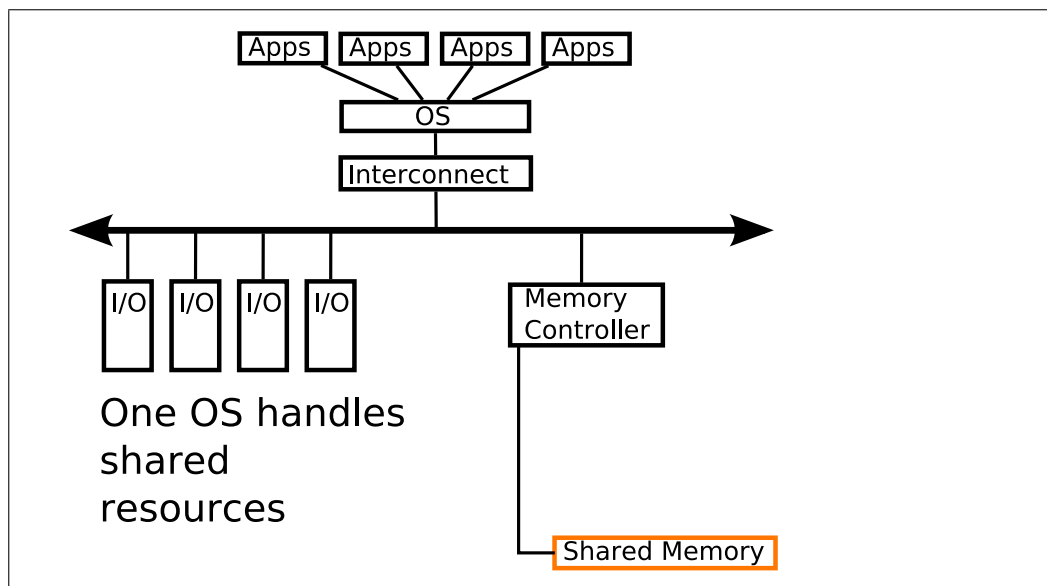 Apps Apps Apps Apps
OS
Interconnect
I/O I/O I/O I/O
Memory
Controller
One OS handles
shared
resources
Shared Memory